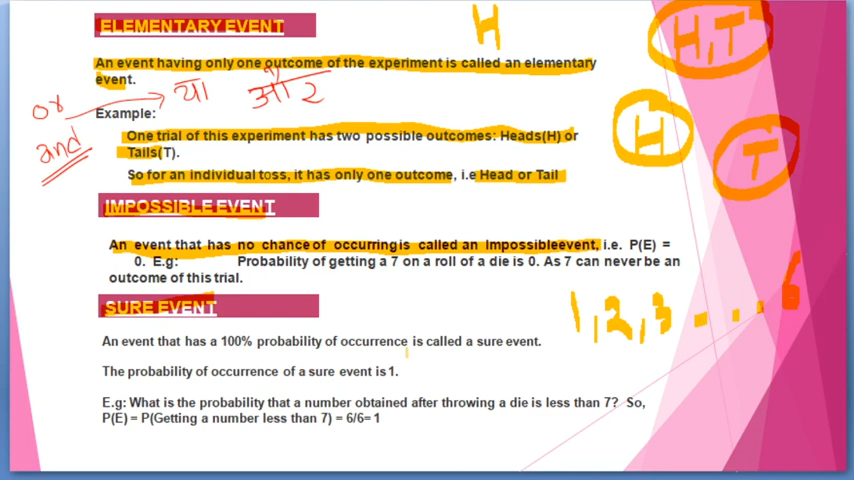 ELEMENTARY EVENT
H
H,T
An event having only one outcome of the experiment is called an elementary
event.
or
या
और
and
Example:
H
T
One trial of this experiment has two possible outcomes: Heads(H) or
Tails(T).
So for an individual toss, it has only one outcome, i.e Head or Tail
IMPOSSIBLE EVENT
An event that has no chance of occurring is called an Impossibleevent, i.e. P(E) =
0. E.g: Probability of getting a 7 on a roll of a die is 0. As 7 can never be an
outcome of this trial.
1,2,3 ... 6
SURE EVENT
An event that has a 100% probability of occurrence is called a sure event.
The probability of occurrence of a sure event is 1.
E.g: What is the probability that a number obtained after throwing a die is less than 7? So,
P(E) = P(Getting a number less than 7) = 6/6= 1